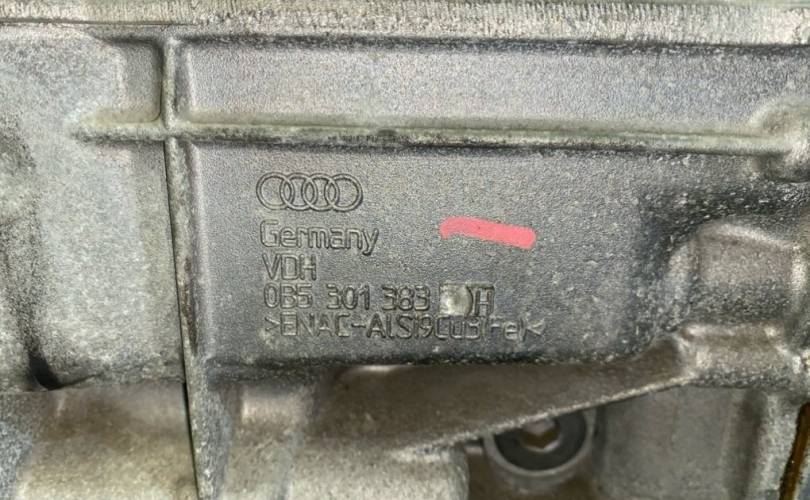 Germany
VDH
0B5 301 383 H
>ENAC-AlSi9Cu3(Fe)<